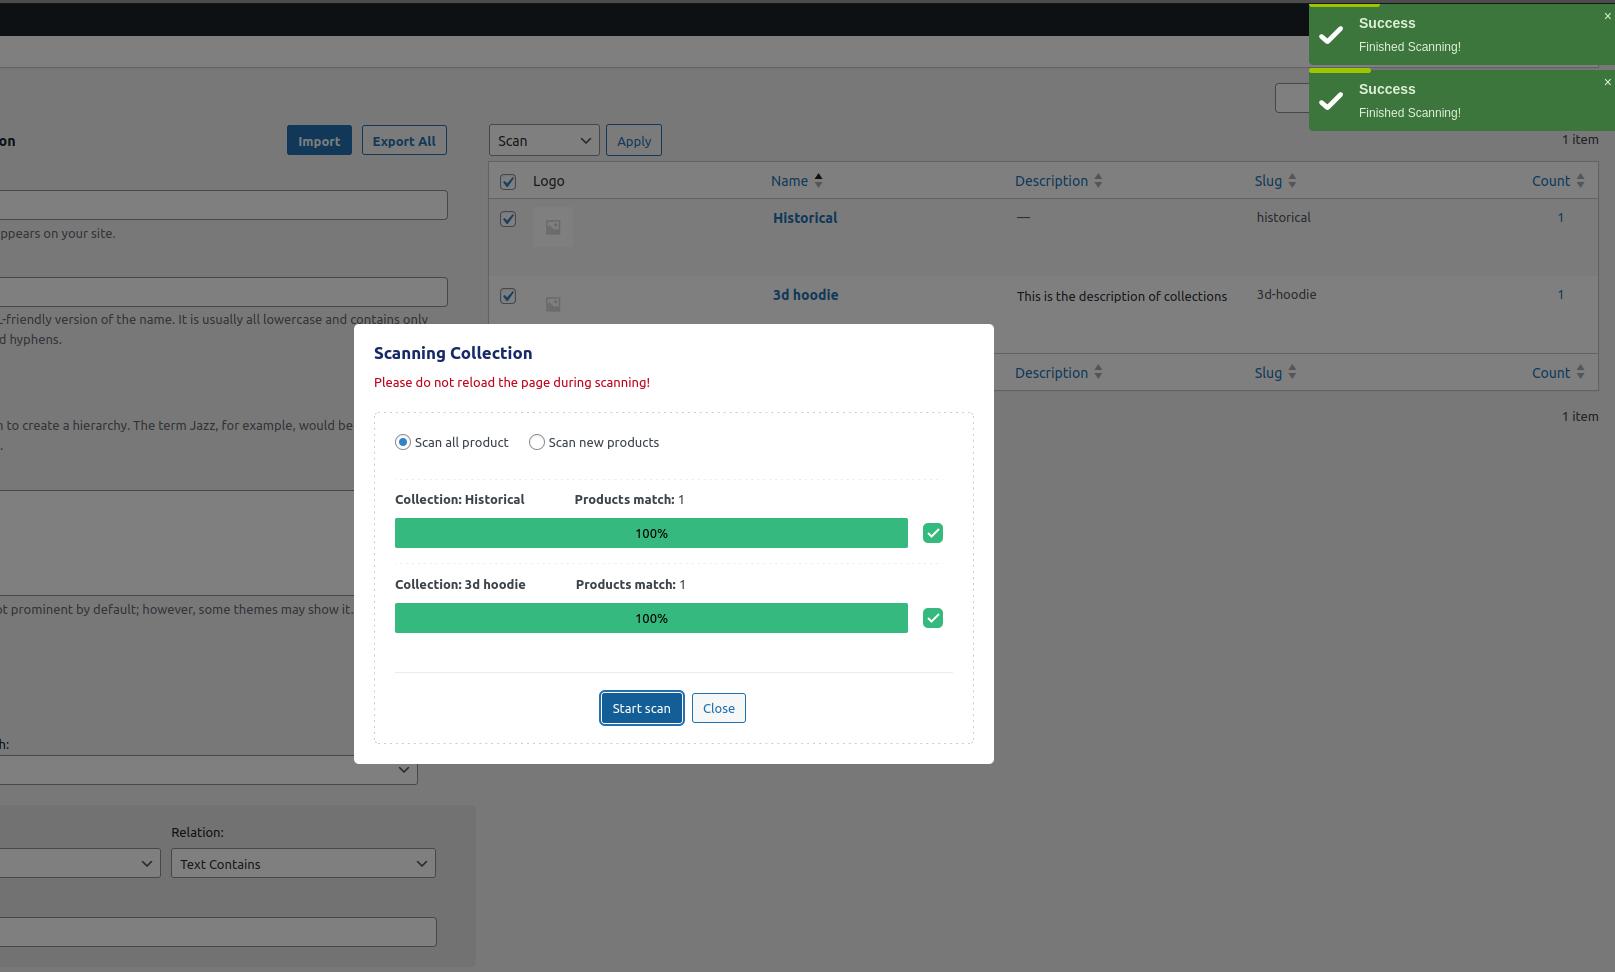 Success
×
Finished Scanning!
Success
×
Finished Scanning!
on
Import
Export All
Scan
Apply
1 item
Logo
Name
Description
Slug
Count
Historical
—
historical
1
ppears on your site.
3d hoodie
This is the description of collections
3d-hoodie
1
-friendly version of the name. It is usually all lowercase and contains only
d hyphens.
Scanning Collection
Please do not reload the page during scanning!
Description
Slug
Count
1 item
n to create a hierarchy. The term Jazz, for example, would be
.
Scan all product
Scan new products
Collection: Historical
Products match: 1
100%
Collection: 3d hoodie
Products match: 1
100%
ot prominent by default; however, some themes may show it.
Start scan
Close
h:
Relation:
Text Contains